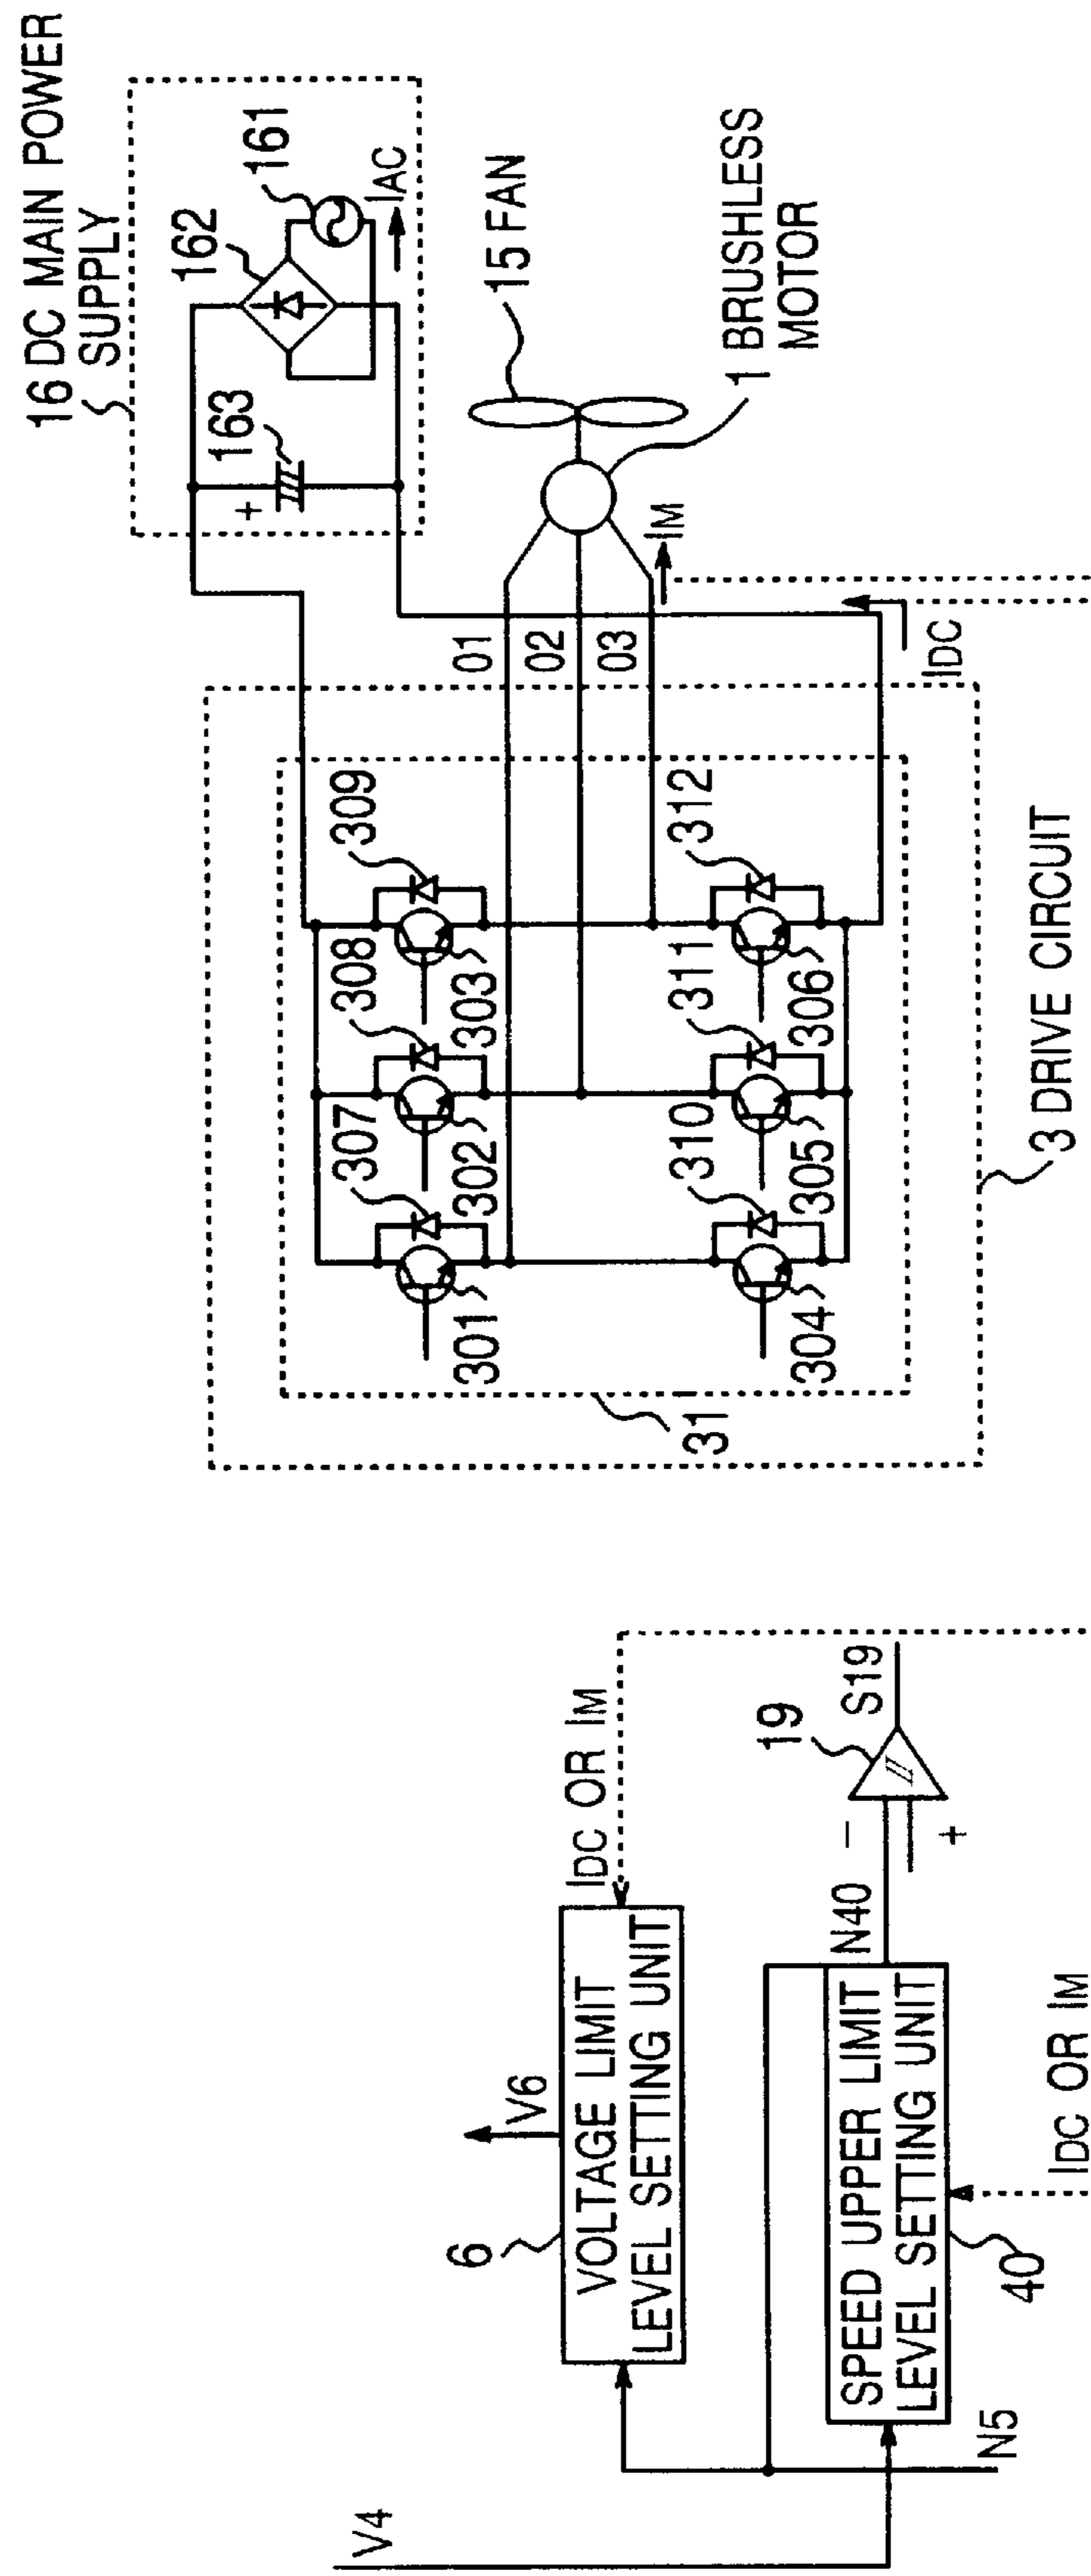 16 DC MAIN POWER
SUPPLY
162
161
163
+
IAC
15 FAN
1 BRUSHLESS
MOTOR
IM
IDC
01
02
03
307
308
309
301
302
303
310
311
312
304
305
306
31
3 DRIVE CIRCUIT
V4
6
V6
VOLTAGE LIMIT
LEVEL SETTING UNIT
IDC OR IM
19
S19
−
+
N40
SPEED UPPER LIMIT
LEVEL SETTING UNIT
40
N5
IDC OR IM